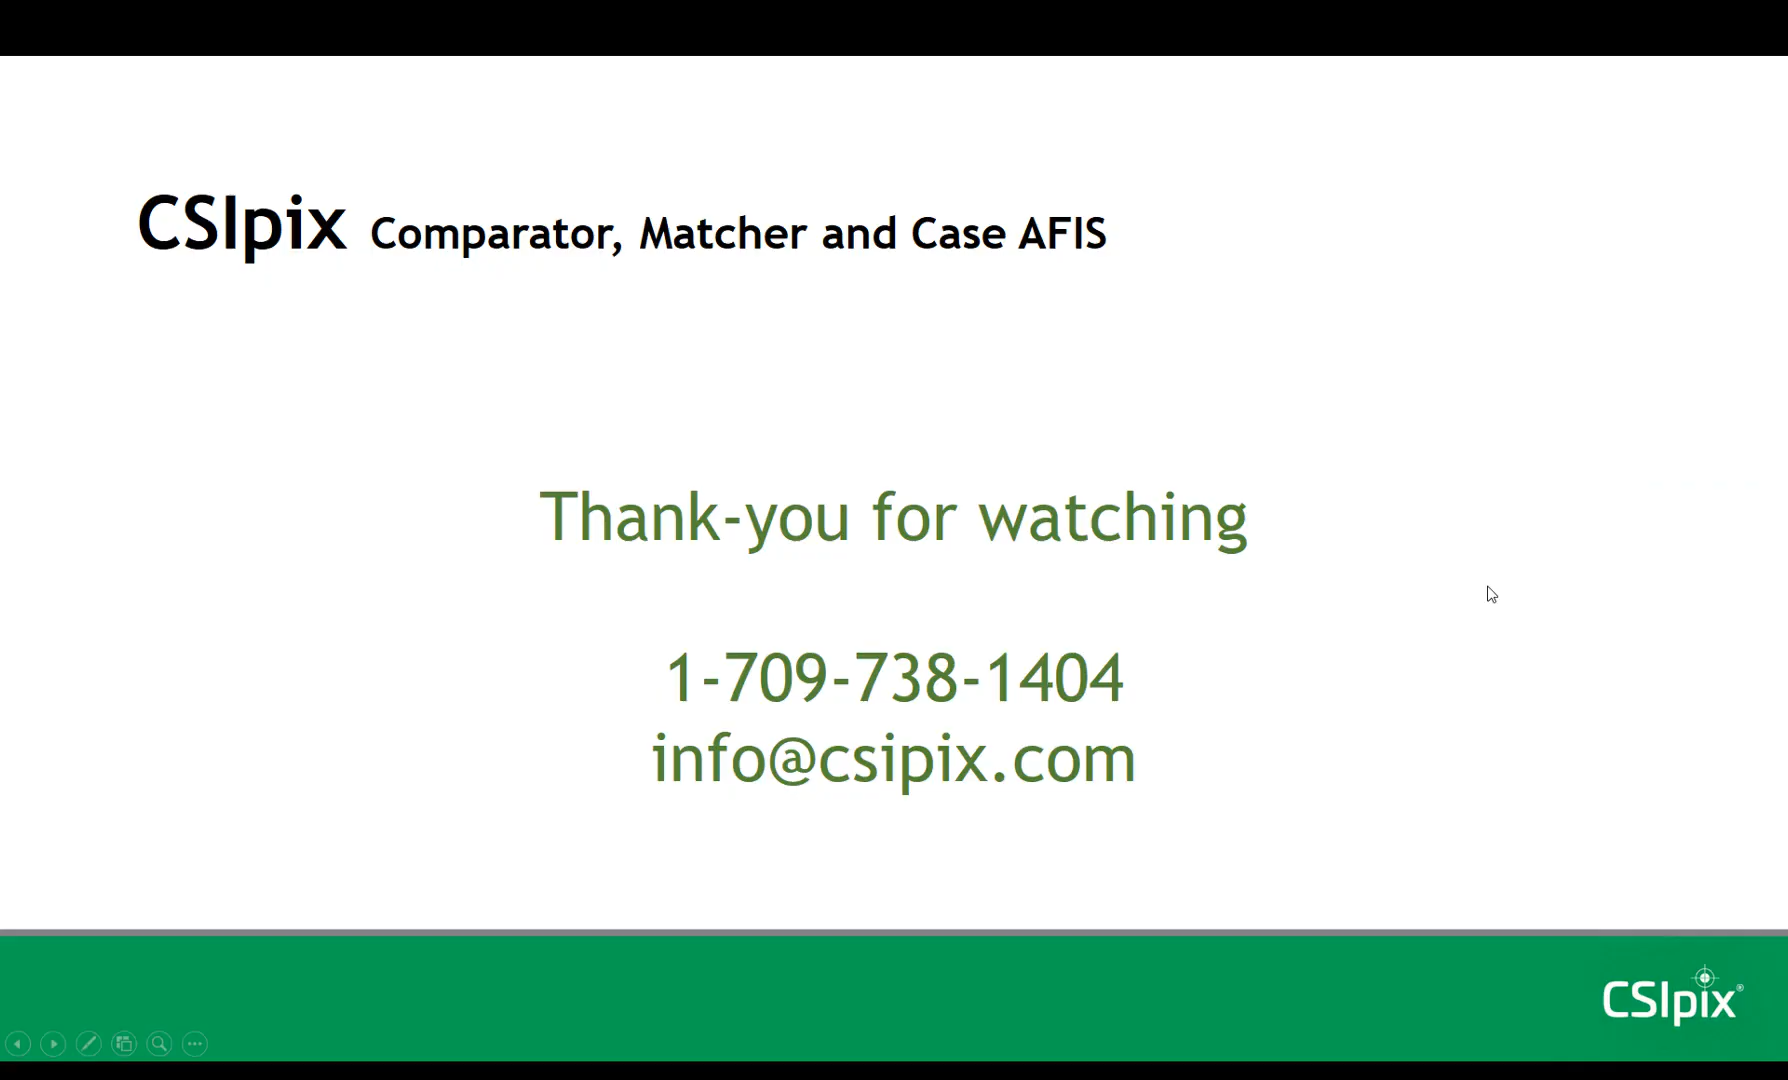 CSIpix Comparator, Matcher and Case AFIS
Thank-you for watching
1-709-738-1404
info@csipix.com
CSIpix®